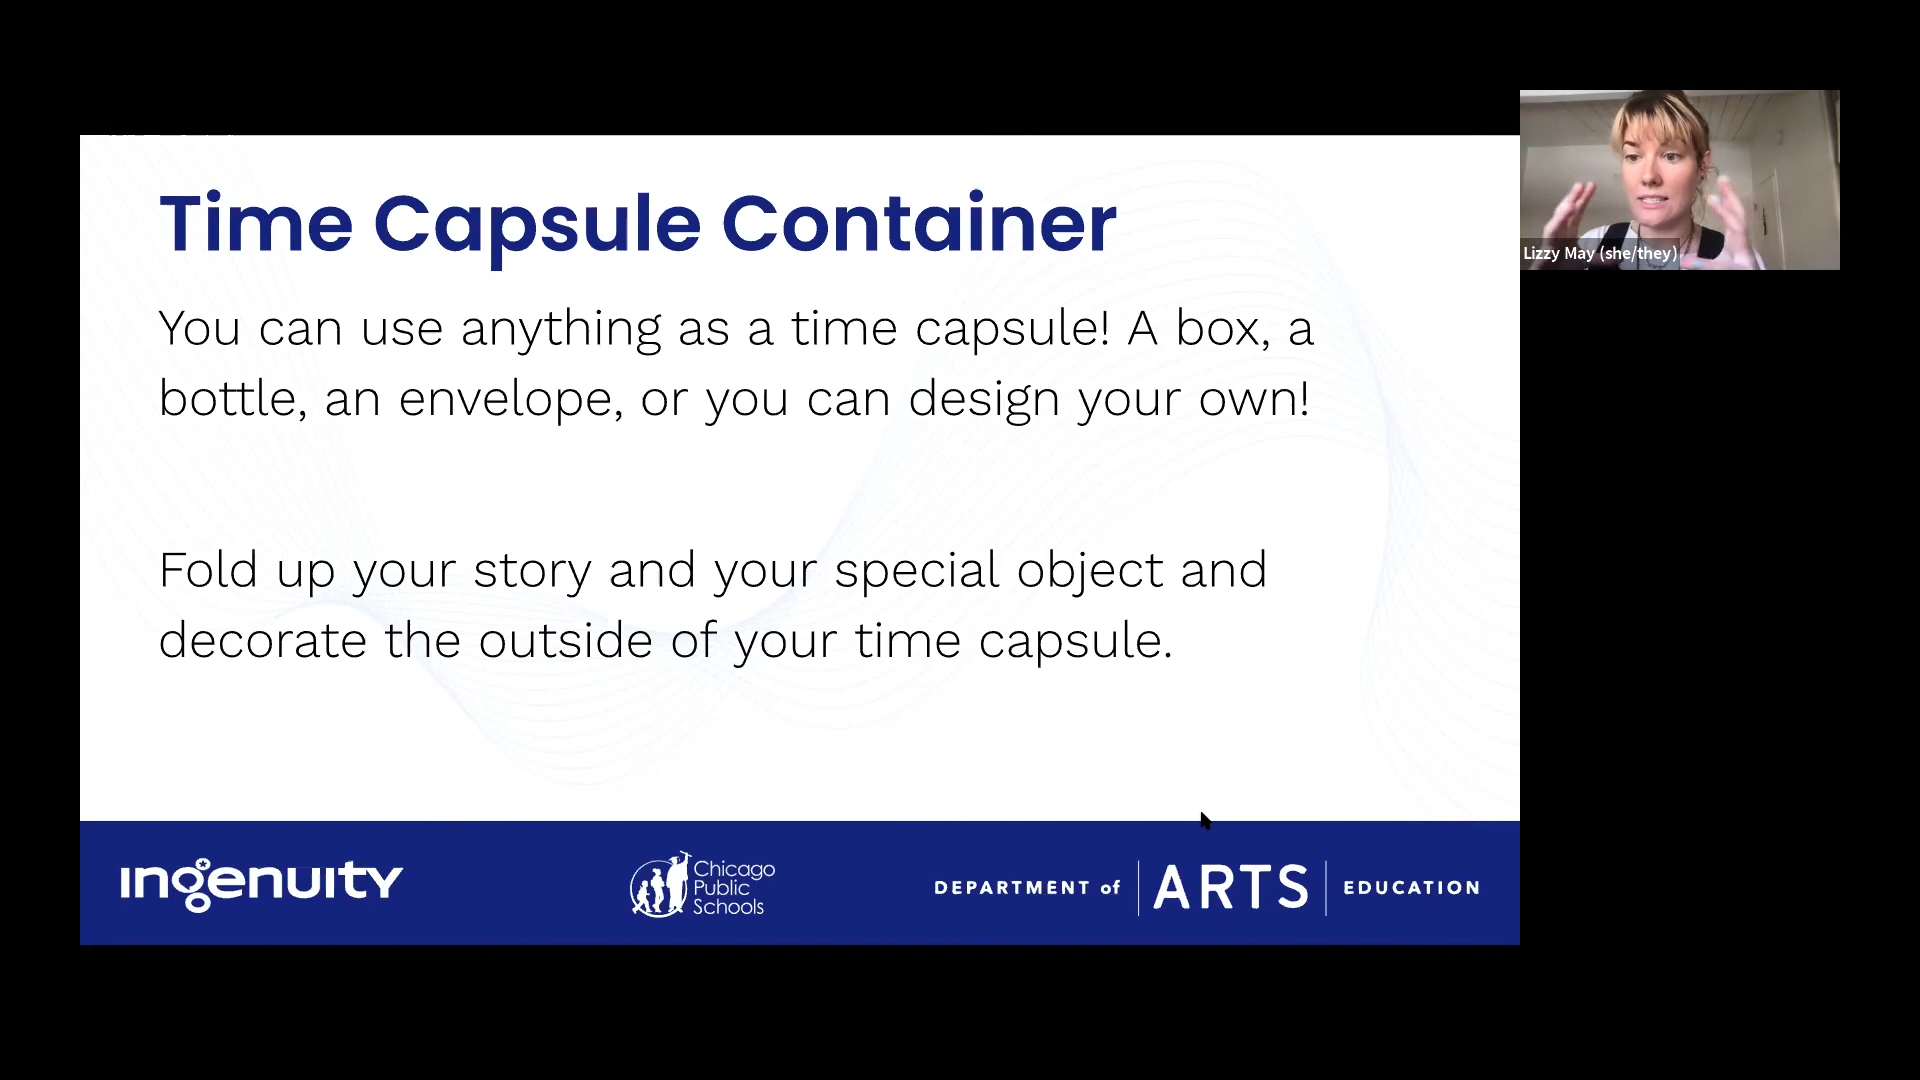 Time Capsule Container
You can use anything as a time capsule! A box, a
bottle, an envelope, or you can design your own!
Fold up your story and your special object and
decorate the outside of your time capsule.
Lizzy May (she/they)
ingenuity
Chicago
Public
Schools
DEPARTMENT of ARTS EDUCATION